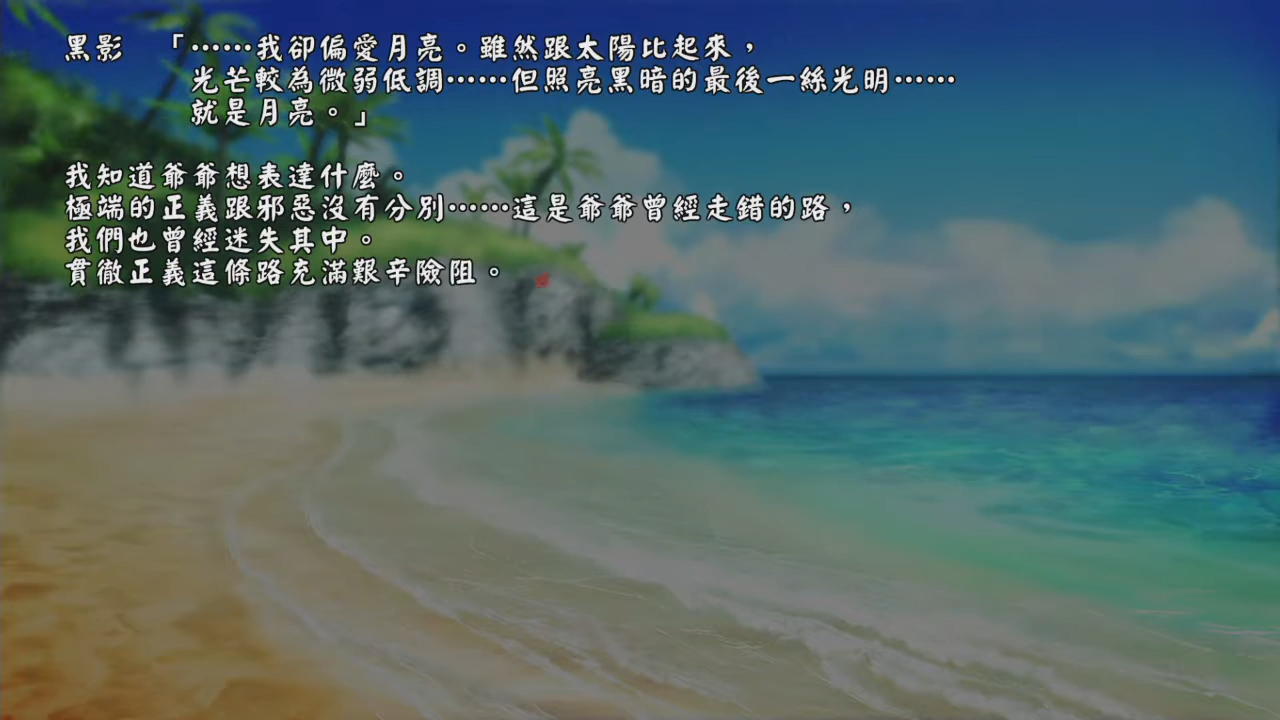 黑影　「……我卻偏愛月亮。雖然跟太陽比起來，
光芒較為微弱低調……但照亮黑暗的最後一絲光明……
就是月亮。」
我知道爺爺想表達什麼。
極端的正義跟邪惡沒有分別……這是爺爺曾經走錯的路，
我們也曾經迷失其中。
貫徹正義這條路充滿艱辛險阻。